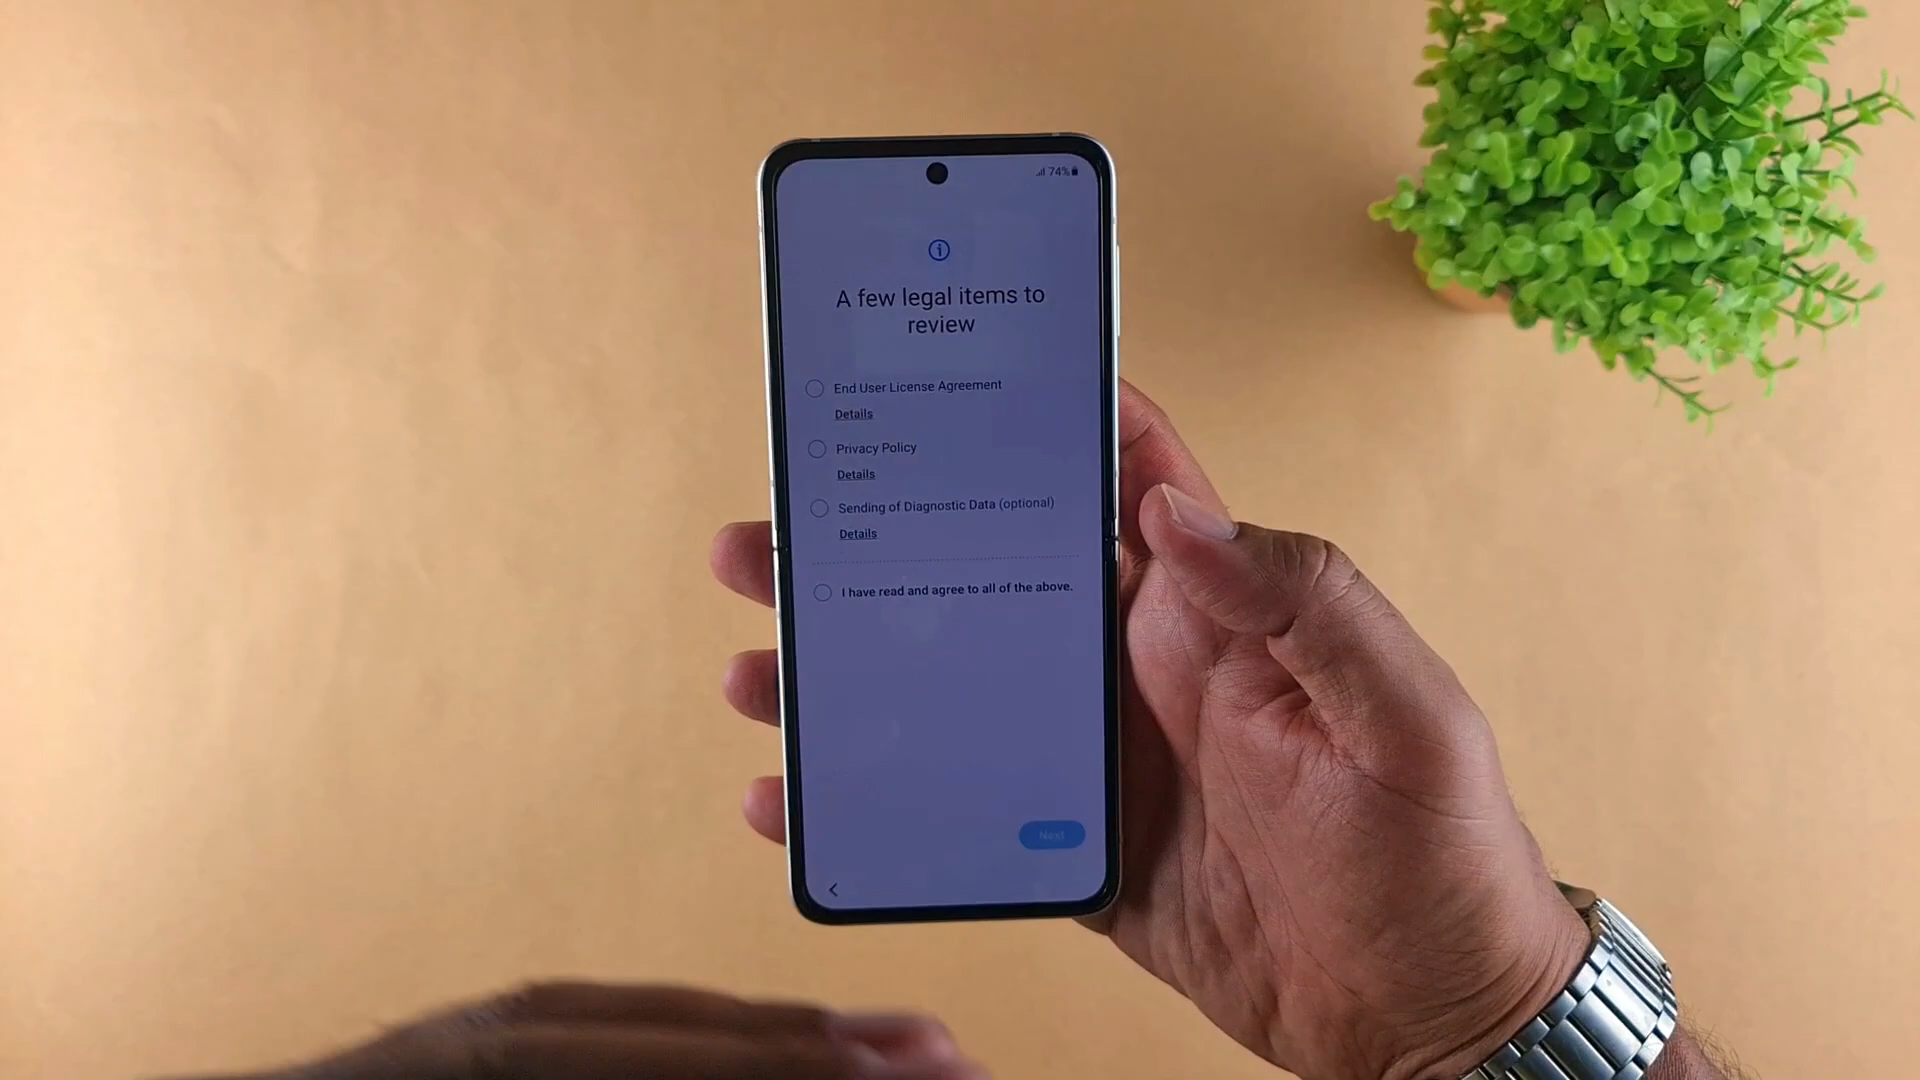 74%
A few legal items to
review
End User License Agreement
Details
Privacy Policy
Details
Sending of Diagnostic Data (optional)
Details
I have read and agree to all of the above.
Next